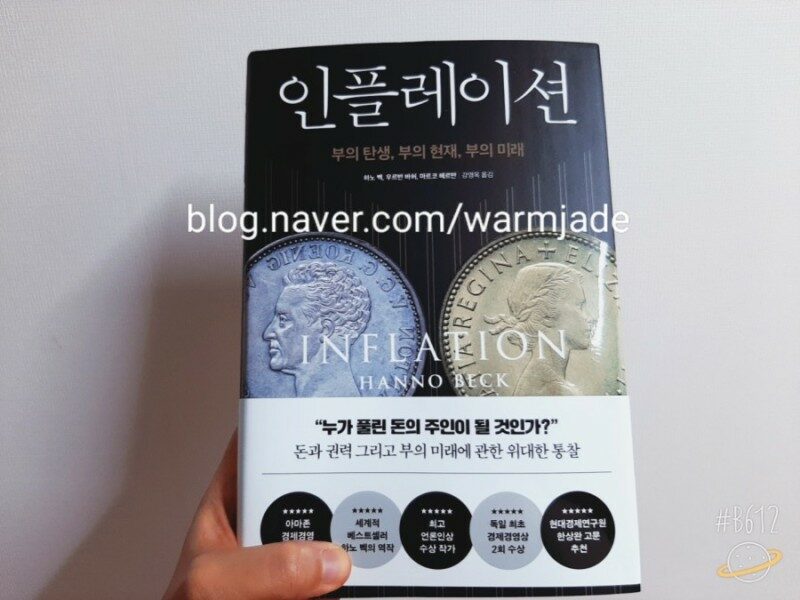 인플레이션
부의 탄생, 부의 현재, 부의 미래
하노 벡, 우르반 바허, 마르코 헤르만 강영옥 옮김
blog.naver.com/warmjade
G. KOENIG
REGINA + ELIZ
INFLATION
HANNO BECK
“누가 풀린 돈의 주인이 될 것인가?”
돈과 권력 그리고 부의 미래에 관한 위대한 통찰
★★★★★ ★★★★★ ★★★★★ ★★★★★ ★★★★★
아마존 세계적 최고 독일 최초 현대경제연구원
경제경영 베스트셀러 언론인상 경제경영상 한상완 고문
하노 벡의 역작 수상 작가 2회 수상 추천
#B612